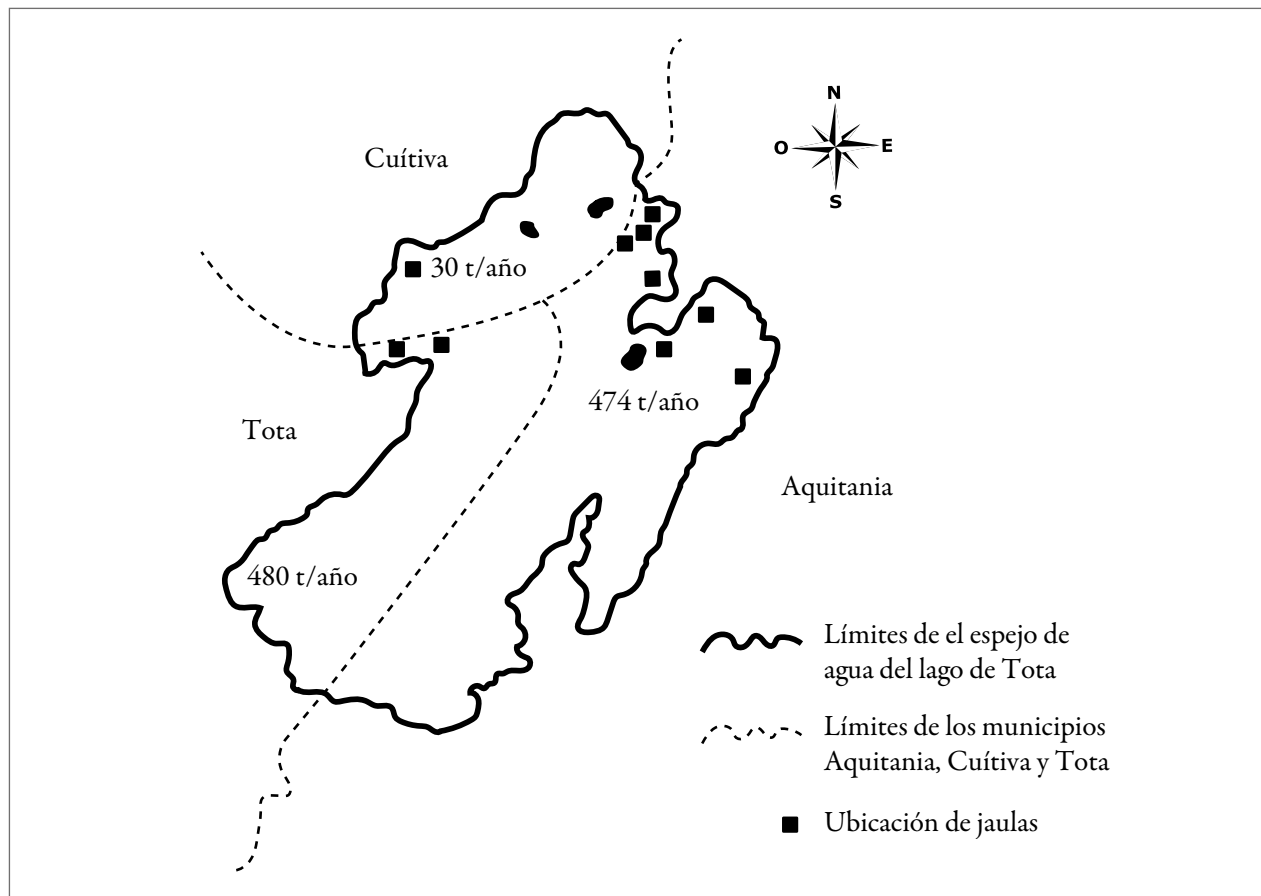 N
Cuítiva
O
E
S
30 t/año
474 t/año
Tota
Aquitania
480 t/año
Límites de el espejo de
agua del lago de Tota
Límites de los municipios
Aquitania, Cuítiva y Tota
Ubicación de jaulas